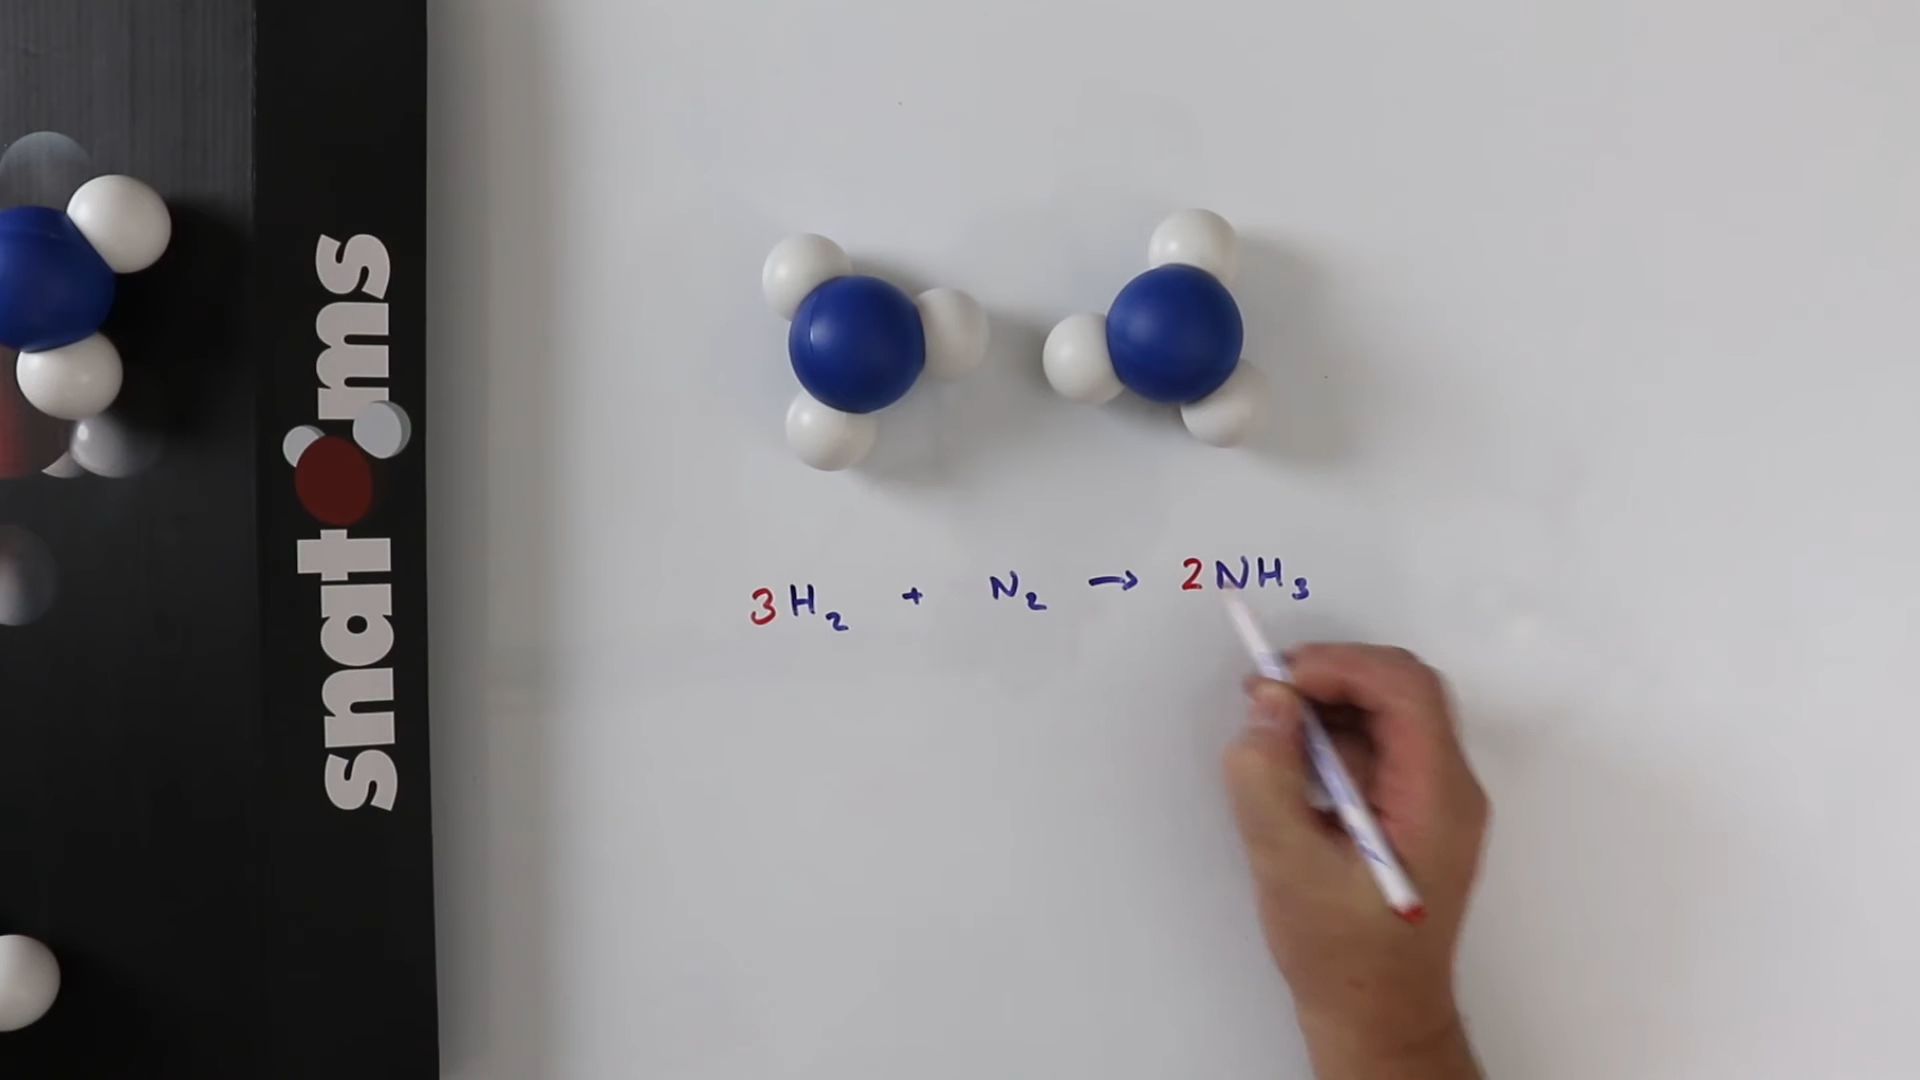 snatoms
3H₂ + N₂ → 2NH₃